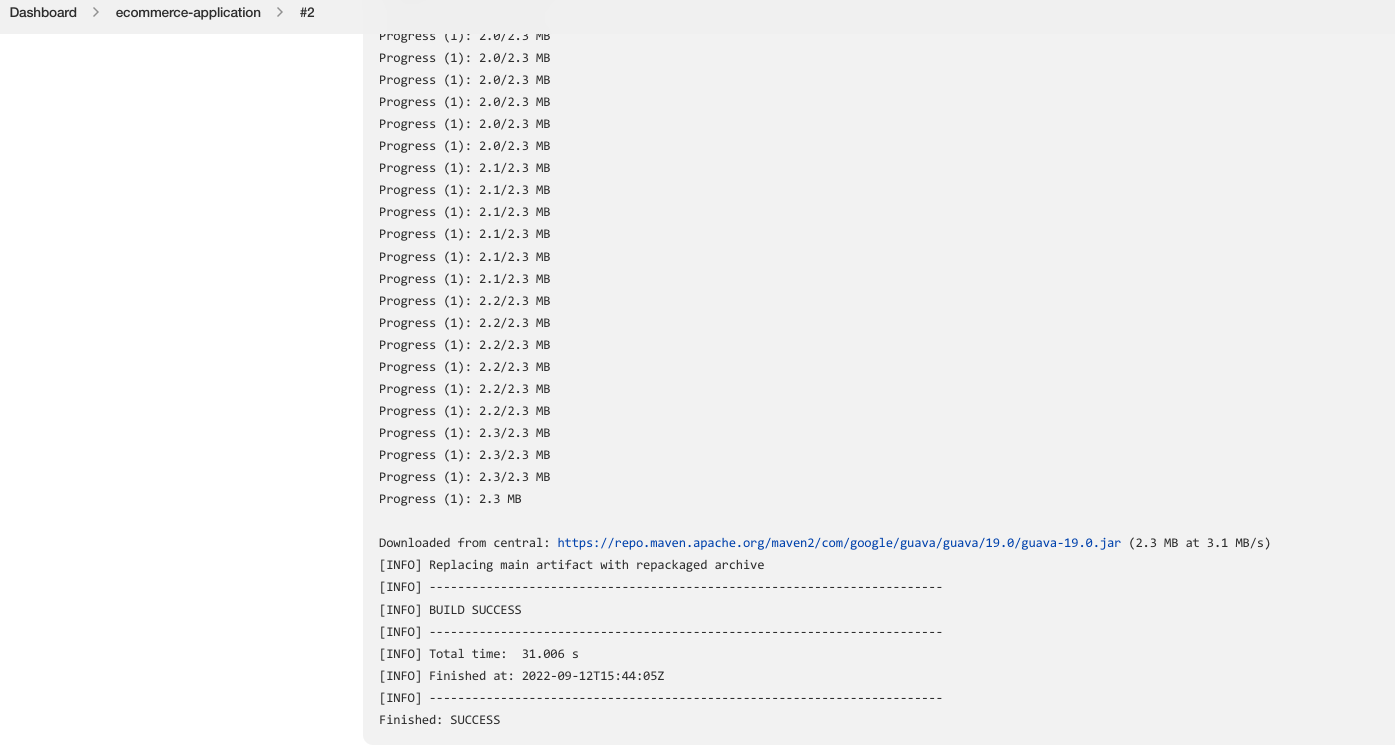 Dashboard > ecommerce-application > #2
Progress (1): 2.0/2.3 MB
Progress (1): 2.0/2.3 MB
Progress (1): 2.0/2.3 MB
Progress (1): 2.0/2.3 MB
Progress (1): 2.0/2.3 MB
Progress (1): 2.0/2.3 MB
Progress (1): 2.1/2.3 MB
Progress (1): 2.1/2.3 MB
Progress (1): 2.1/2.3 MB
Progress (1): 2.1/2.3 MB
Progress (1): 2.1/2.3 MB
Progress (1): 2.1/2.3 MB
Progress (1): 2.2/2.3 MB
Progress (1): 2.2/2.3 MB
Progress (1): 2.2/2.3 MB
Progress (1): 2.2/2.3 MB
Progress (1): 2.2/2.3 MB
Progress (1): 2.2/2.3 MB
Progress (1): 2.3/2.3 MB
Progress (1): 2.3/2.3 MB
Progress (1): 2.3/2.3 MB
Progress (1): 2.3 MB
Downloaded from central: https://repo.maven.apache.org/maven2/com/google/guava/guava/19.0/guava-19.0.jar (2.3 MB at 3.1 MB/s)
[INFO] Replacing main artifact with repackaged archive
[INFO] ------------------------------------------------------------------------
[INFO] BUILD SUCCESS
[INFO] ------------------------------------------------------------------------
[INFO] Total time:  31.006 s
[INFO] Finished at: 2022-09-12T15:44:05Z
[INFO] ------------------------------------------------------------------------
Finished: SUCCESS